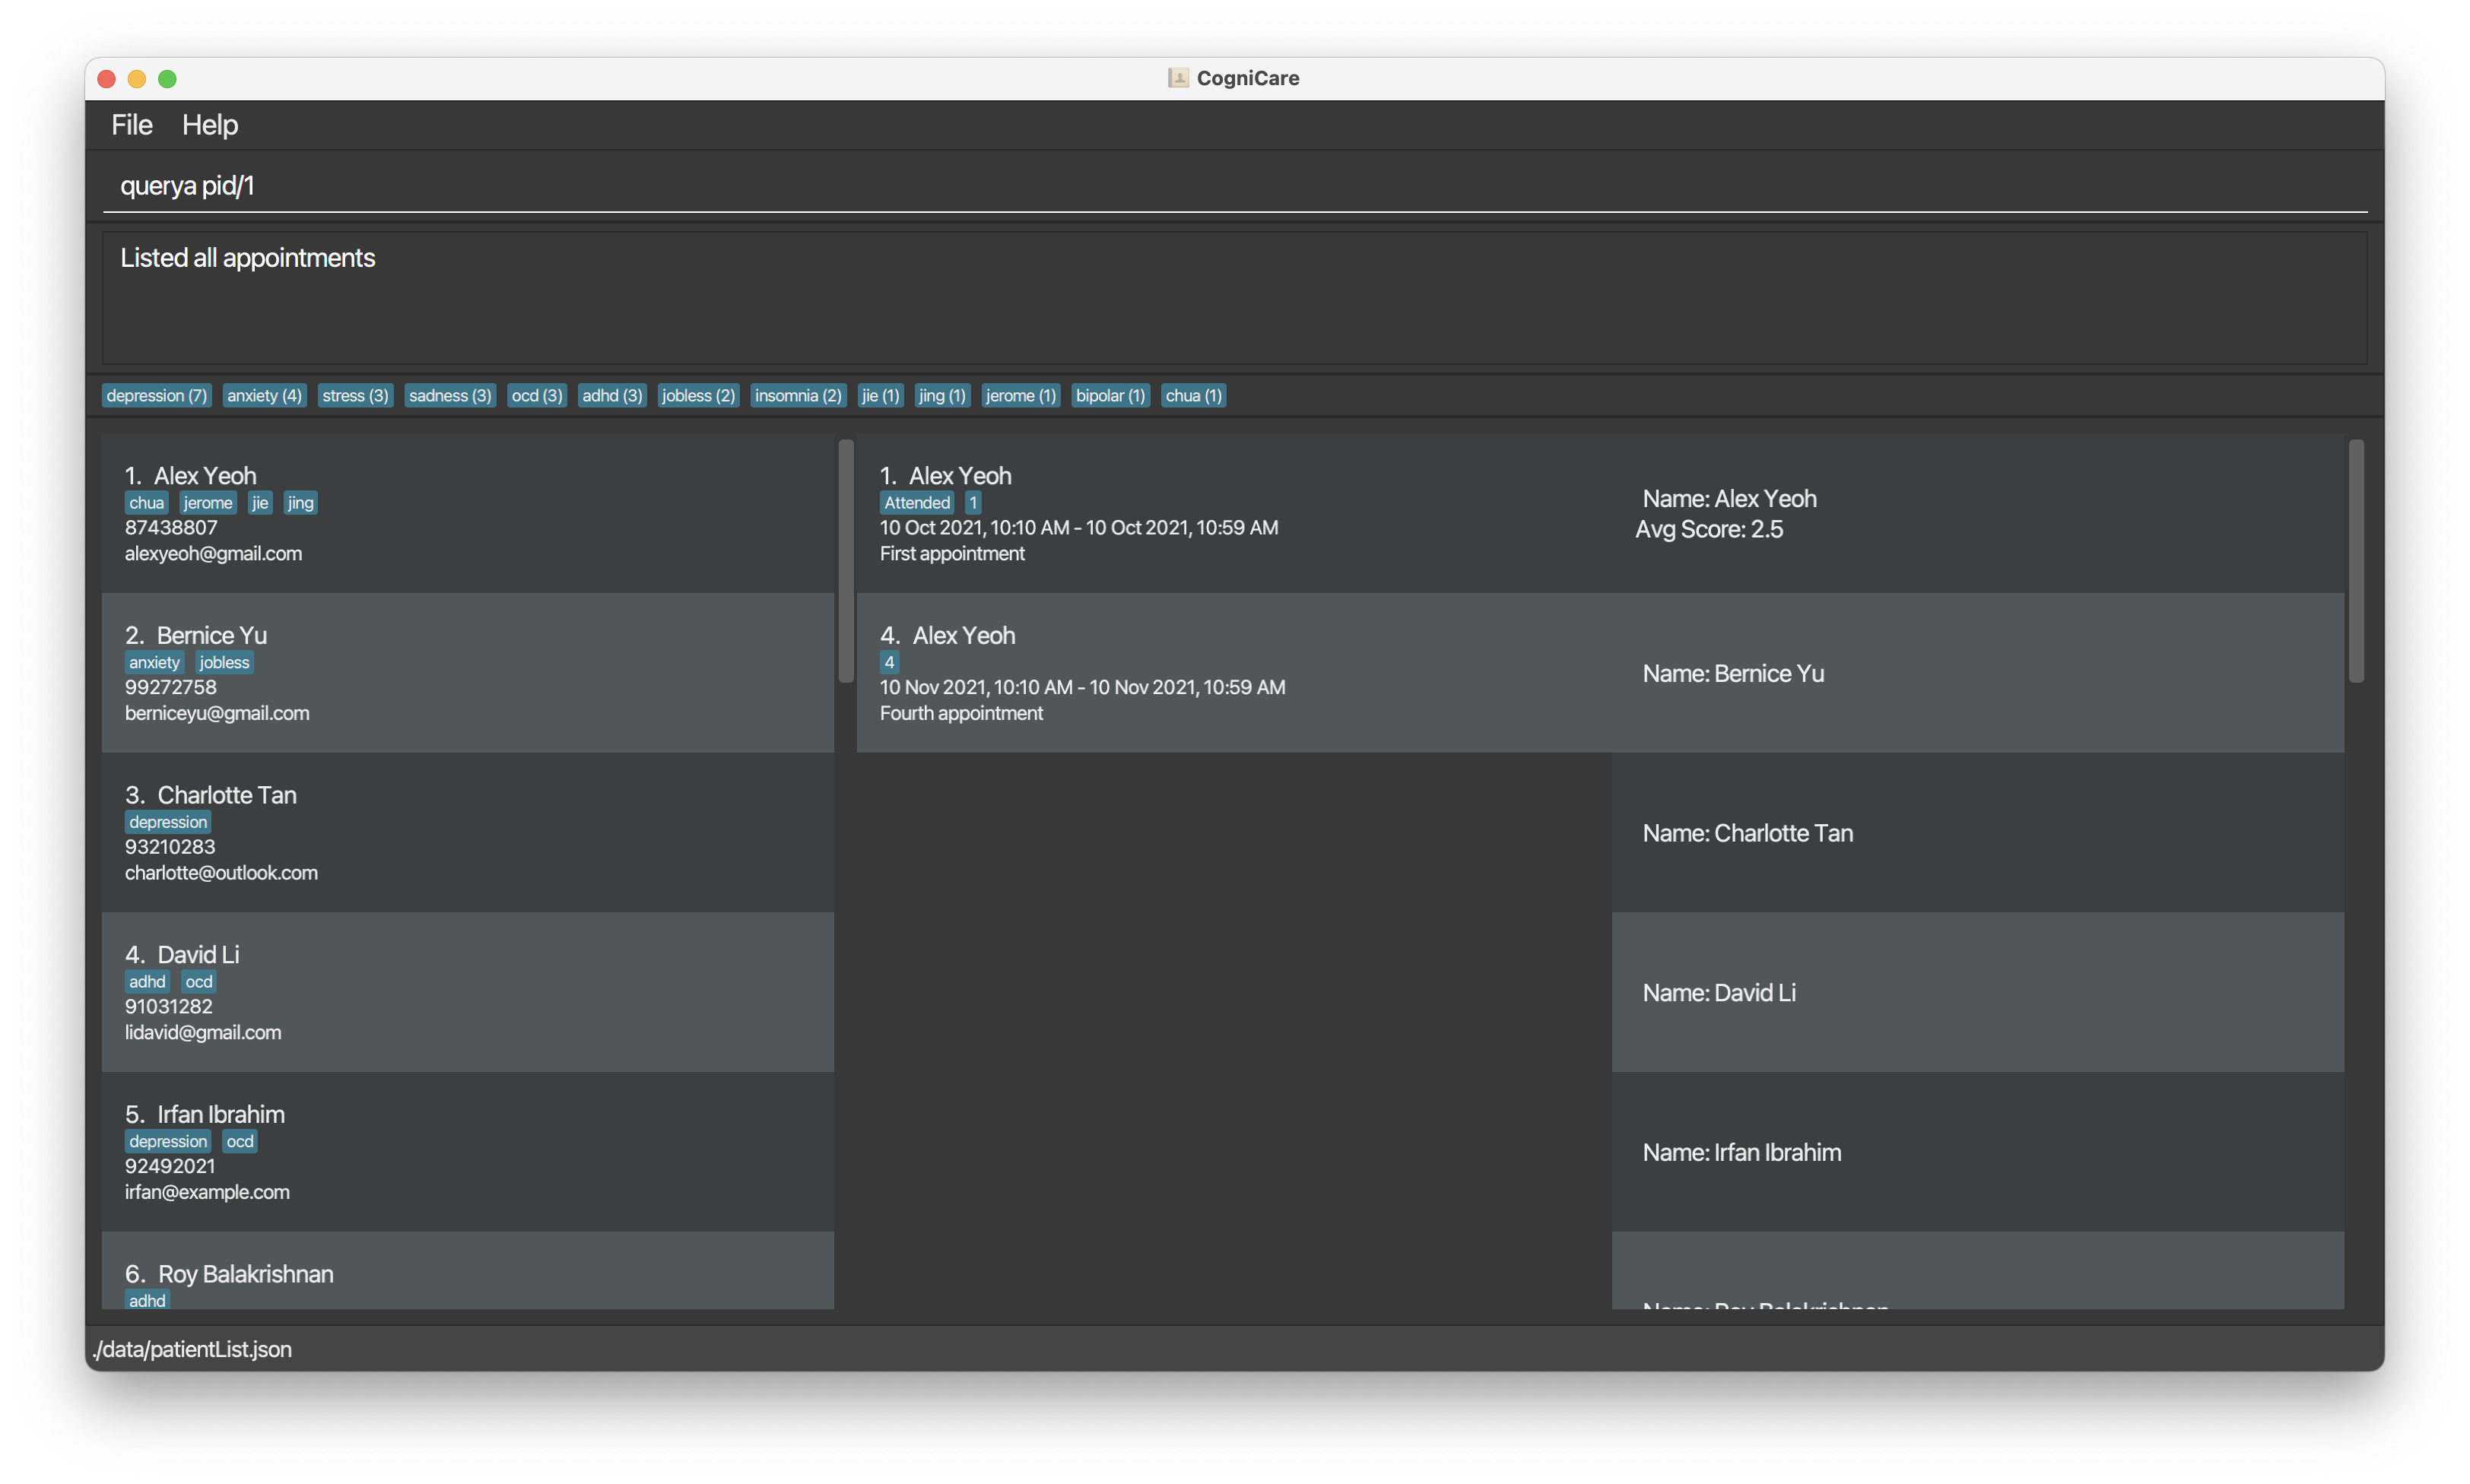 CogniCare
File Help
querya pid/1
Listed all appointments
depression (7) anxiety (4) stress (3) sadness (3) ocd (3) adhd (3) jobless (2) insomnia (2) jie (1) jing (1) jerome (1) bipolar (1) chua (1)
1. Alex Yeoh
chua jerome jie jing
87438807
alexyeoh@gmail.com
2. Bernice Yu
anxiety jobless
99272758
berniceyu@gmail.com
3. Charlotte Tan
depression
93210283
charlotte@outlook.com
4. David Li
adhd ocd
91031282
lidavid@gmail.com
5. Irfan Ibrahim
depression ocd
92492021
irfan@example.com
6. Roy Balakrishnan
adhd
1. Alex Yeoh
Attended 1
10 Oct 2021, 10:10 AM - 10 Oct 2021, 10:59 AM
First appointment
4. Alex Yeoh
4
10 Nov 2021, 10:10 AM - 10 Nov 2021, 10:59 AM
Fourth appointment
Name: Alex Yeoh
Avg Score: 2.5
Name: Bernice Yu
Name: Charlotte Tan
Name: David Li
Name: Irfan Ibrahim
Name: Roy Balakrishnan
./data/patientList.json